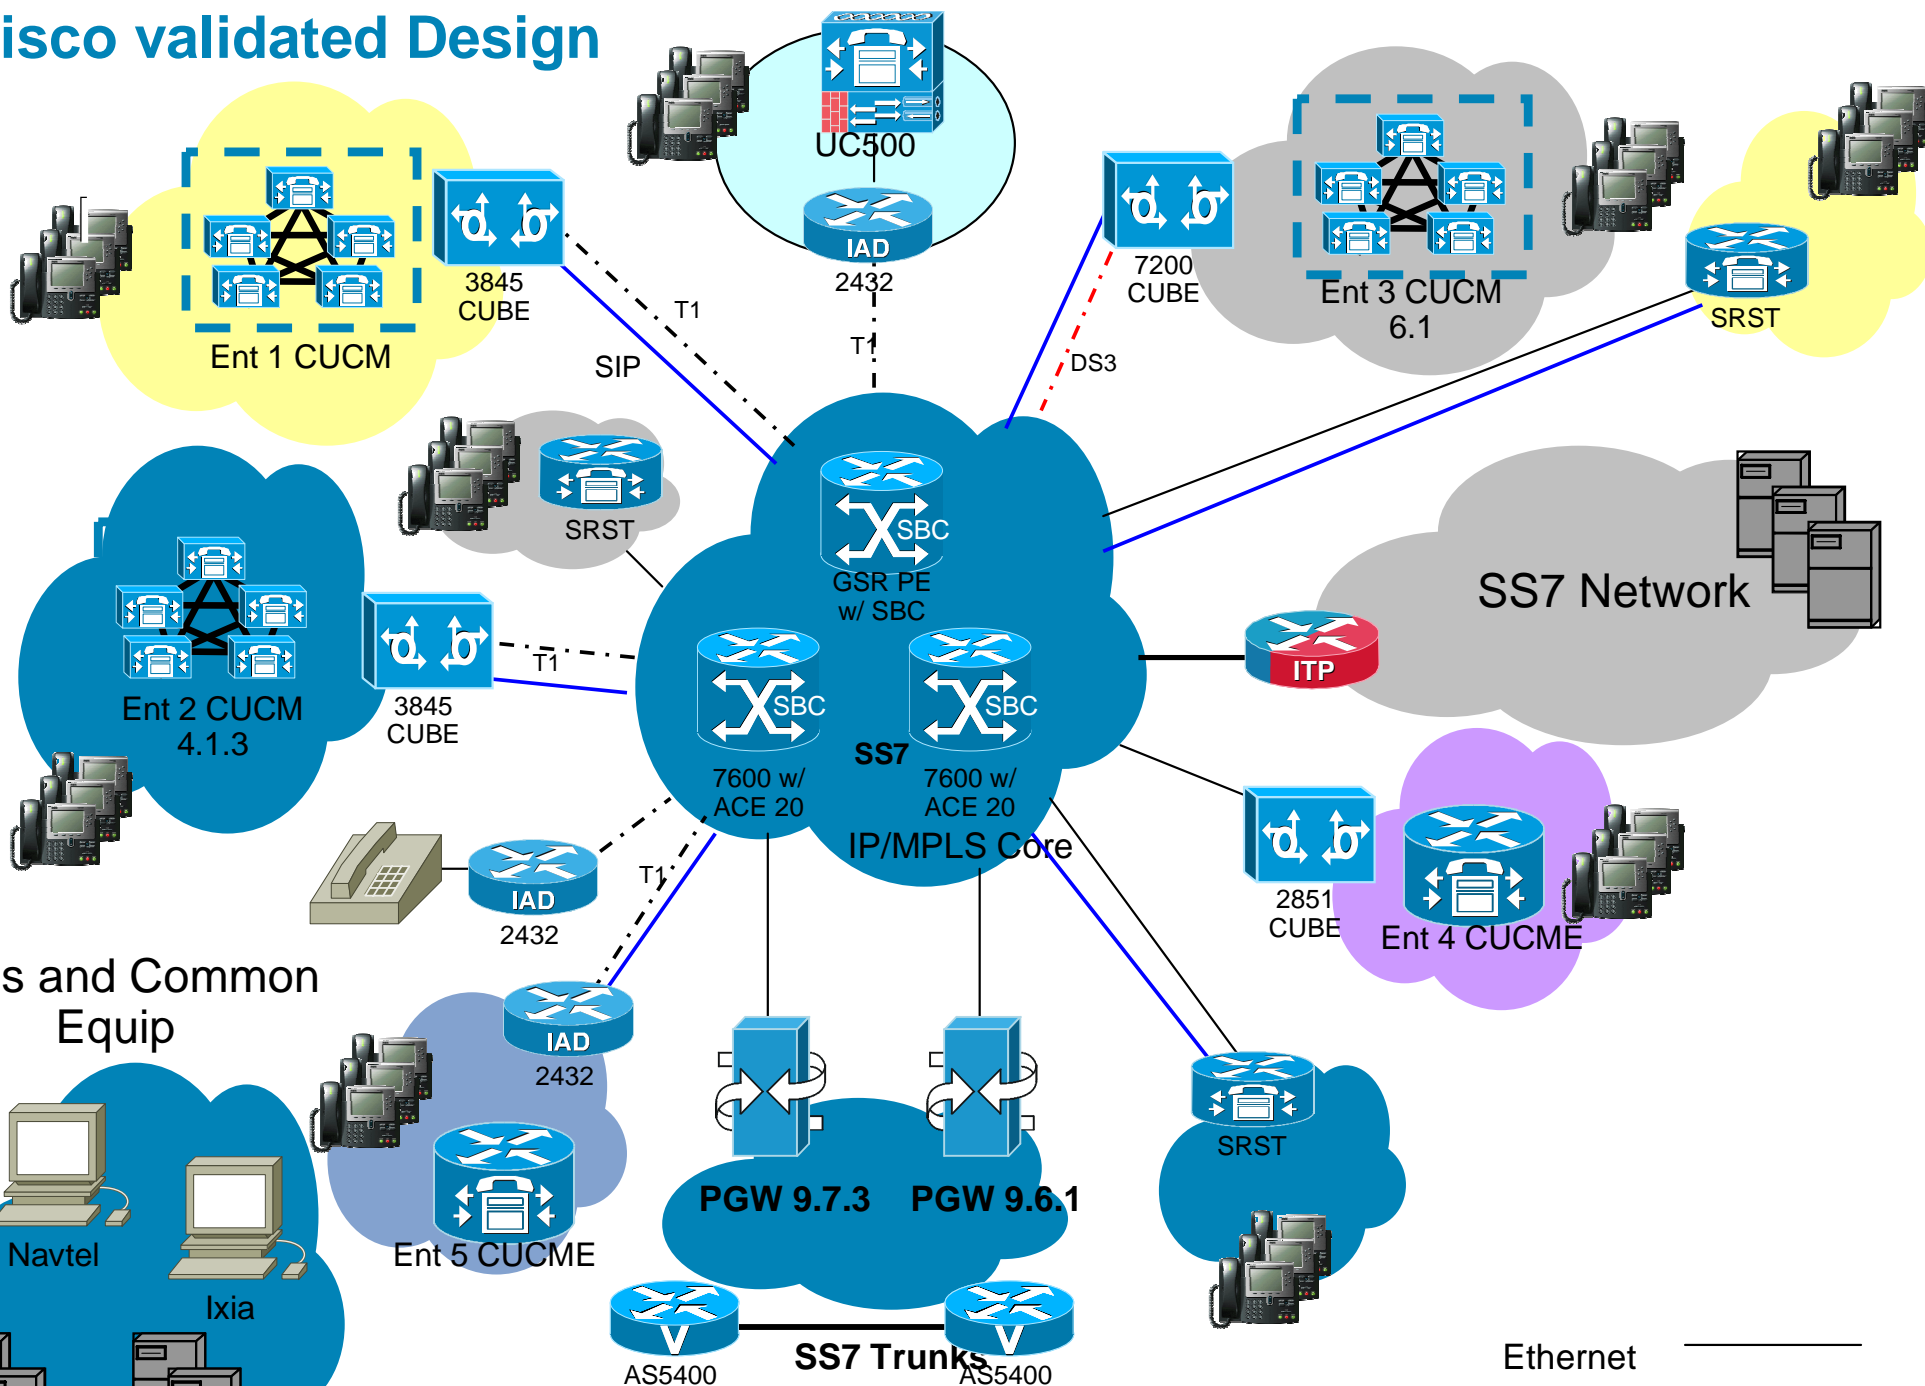 isco validated Design
UC500
IAD
2432
T1
3845
CUBE
Ent 1 CUCM
T1
SIP
7200
CUBE
DS3
Ent 3 CUCM
6.1
SRST
SRST
SBC
GSR PE
w/ SBC
SS7 Network
ITP
Ent 2 CUCM
4.1.3
3845
CUBE
T1
SBC
SBC
SS7
7600 w/
ACE 20
7600 w/
ACE 20
IP/MPLS Core
2851
CUBE
Ent 4 CUCME
IAD
2432
T1
s and Common
Equip
IAD
2432
Navtel
Ixia
Ent 5 CUCME
PGW 9.7.3
PGW 9.6.1
SRST
V
AS5400
SS7 Trunks
V
AS5400
Ethernet